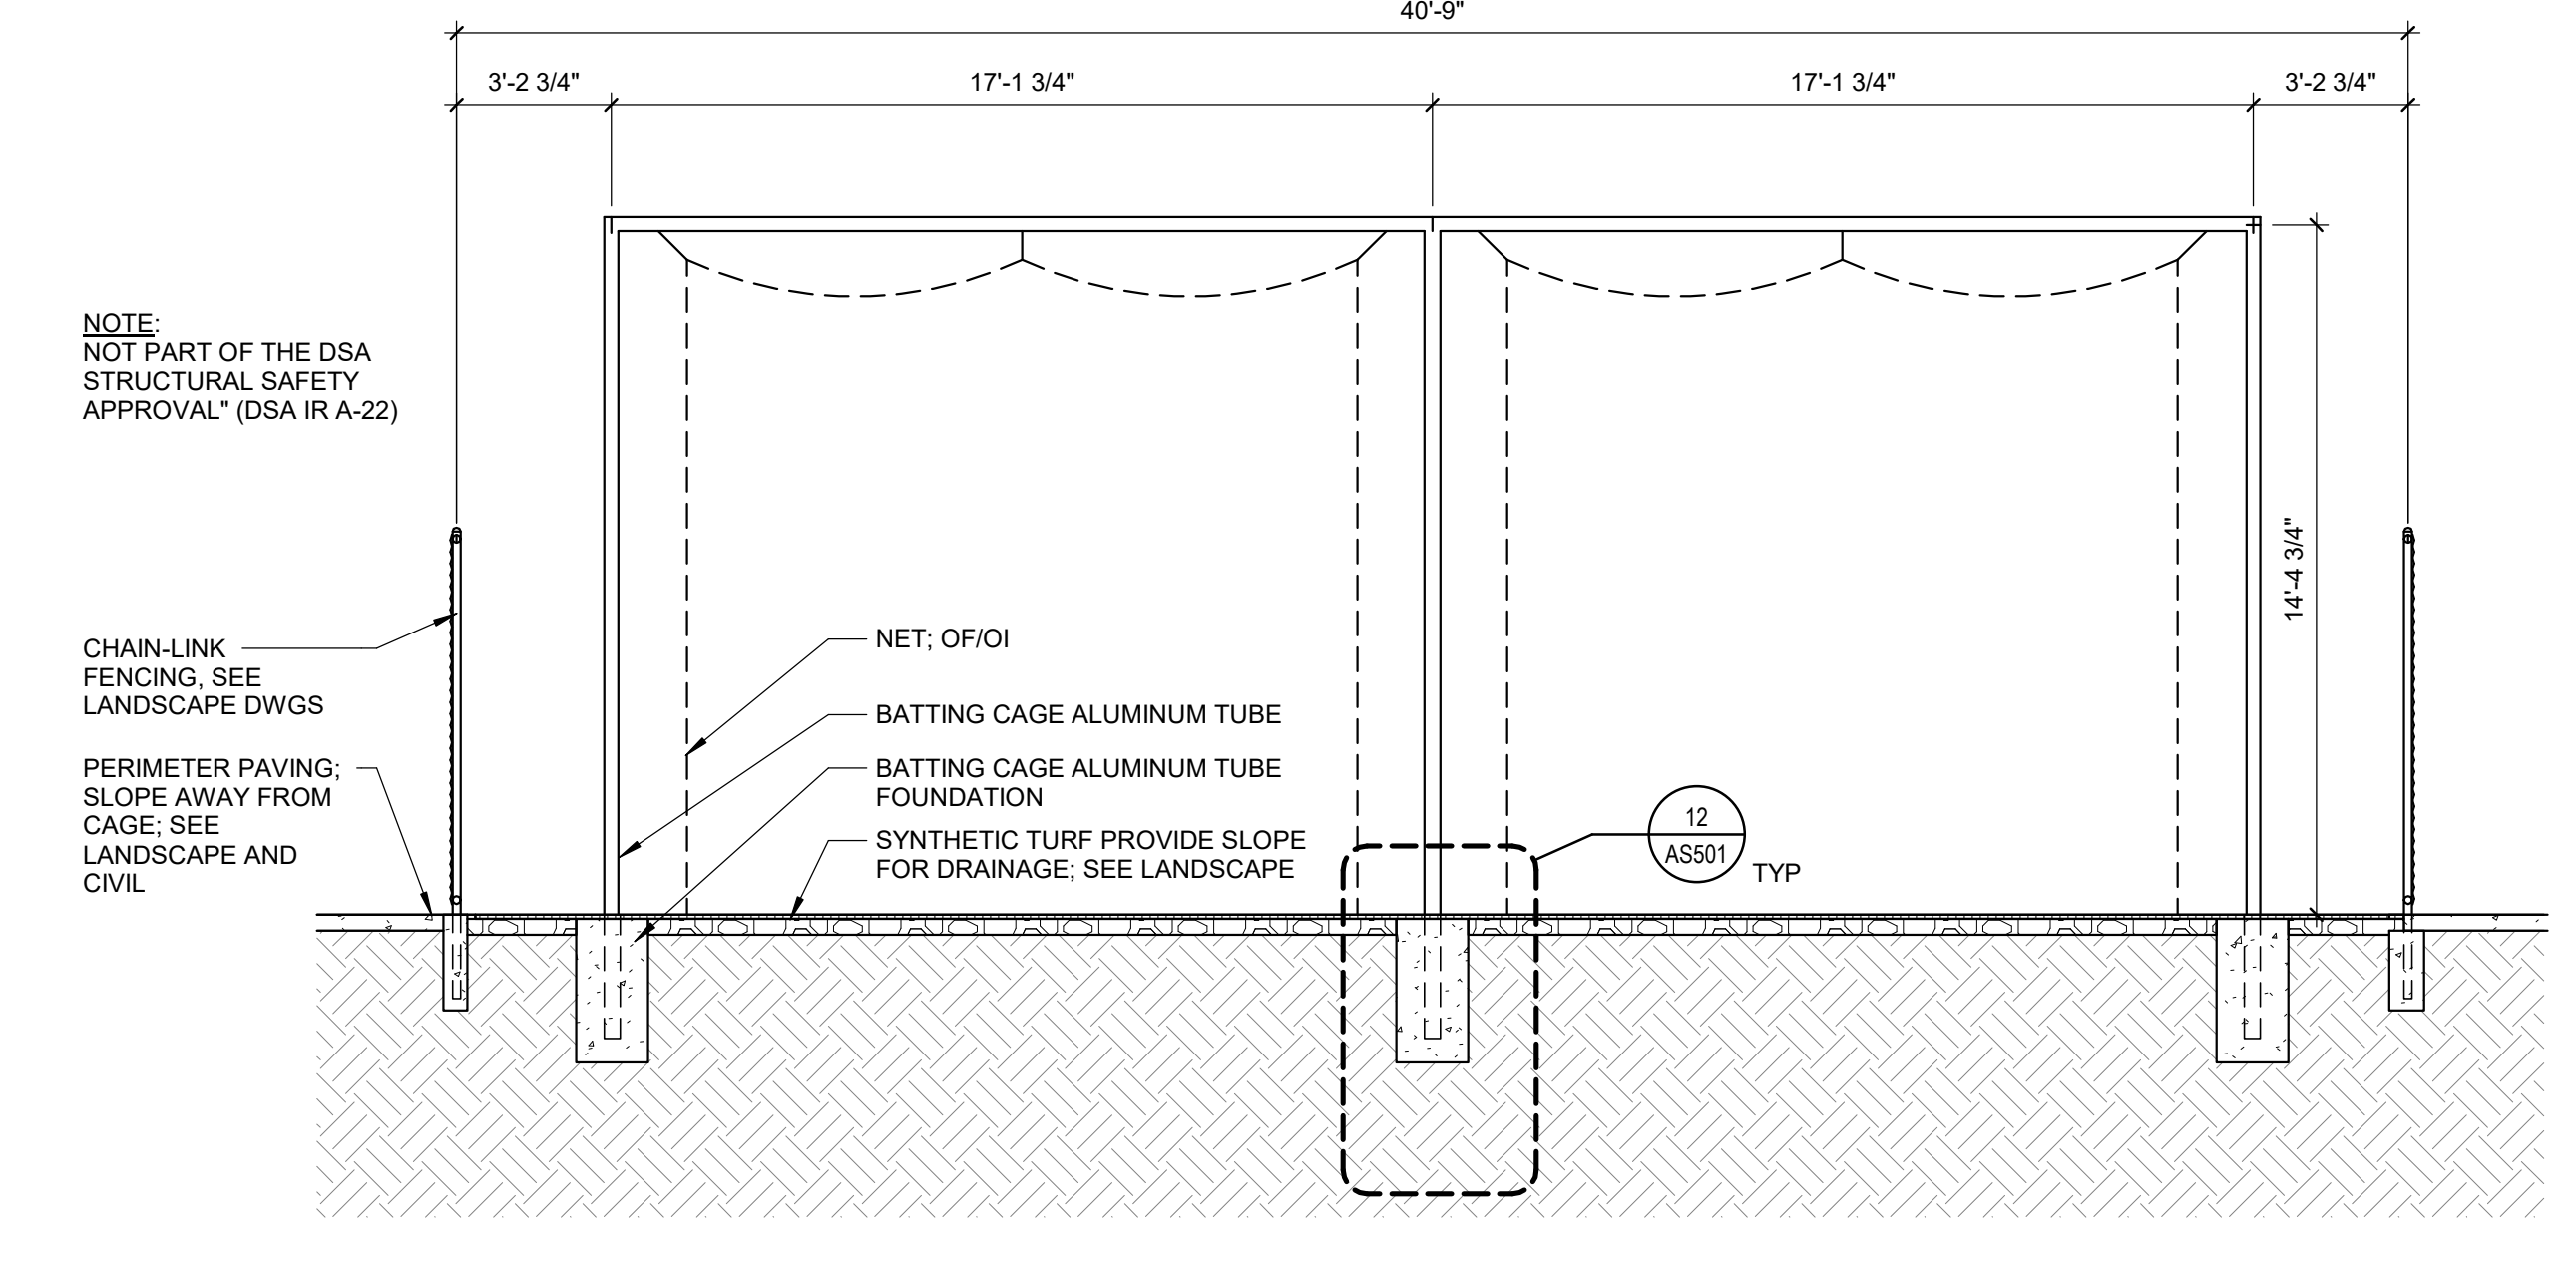 40'-9"
3'-2 3/4"
17'-1 3/4"
17'-1 3/4"
3'-2 3/4"
NOTE:
NOT PART OF THE DSA
STRUCTURAL SAFETY
APPROVAL" (DSA IR A-22)
14'-4 3/4"
CHAIN-LINK
FENCING, SEE
LANDSCAPE DWGS
PERIMETER PAVING;
SLOPE AWAY FROM
CAGE; SEE
LANDSCAPE AND
CIVIL
NET; OF/OI
BATTING CAGE ALUMINUM TUBE
BATTING CAGE ALUMINUM TUBE
FOUNDATION
SYNTHETIC TURF PROVIDE SLOPE
FOR DRAINAGE; SEE LANDSCAPE
12
AS501
TYP